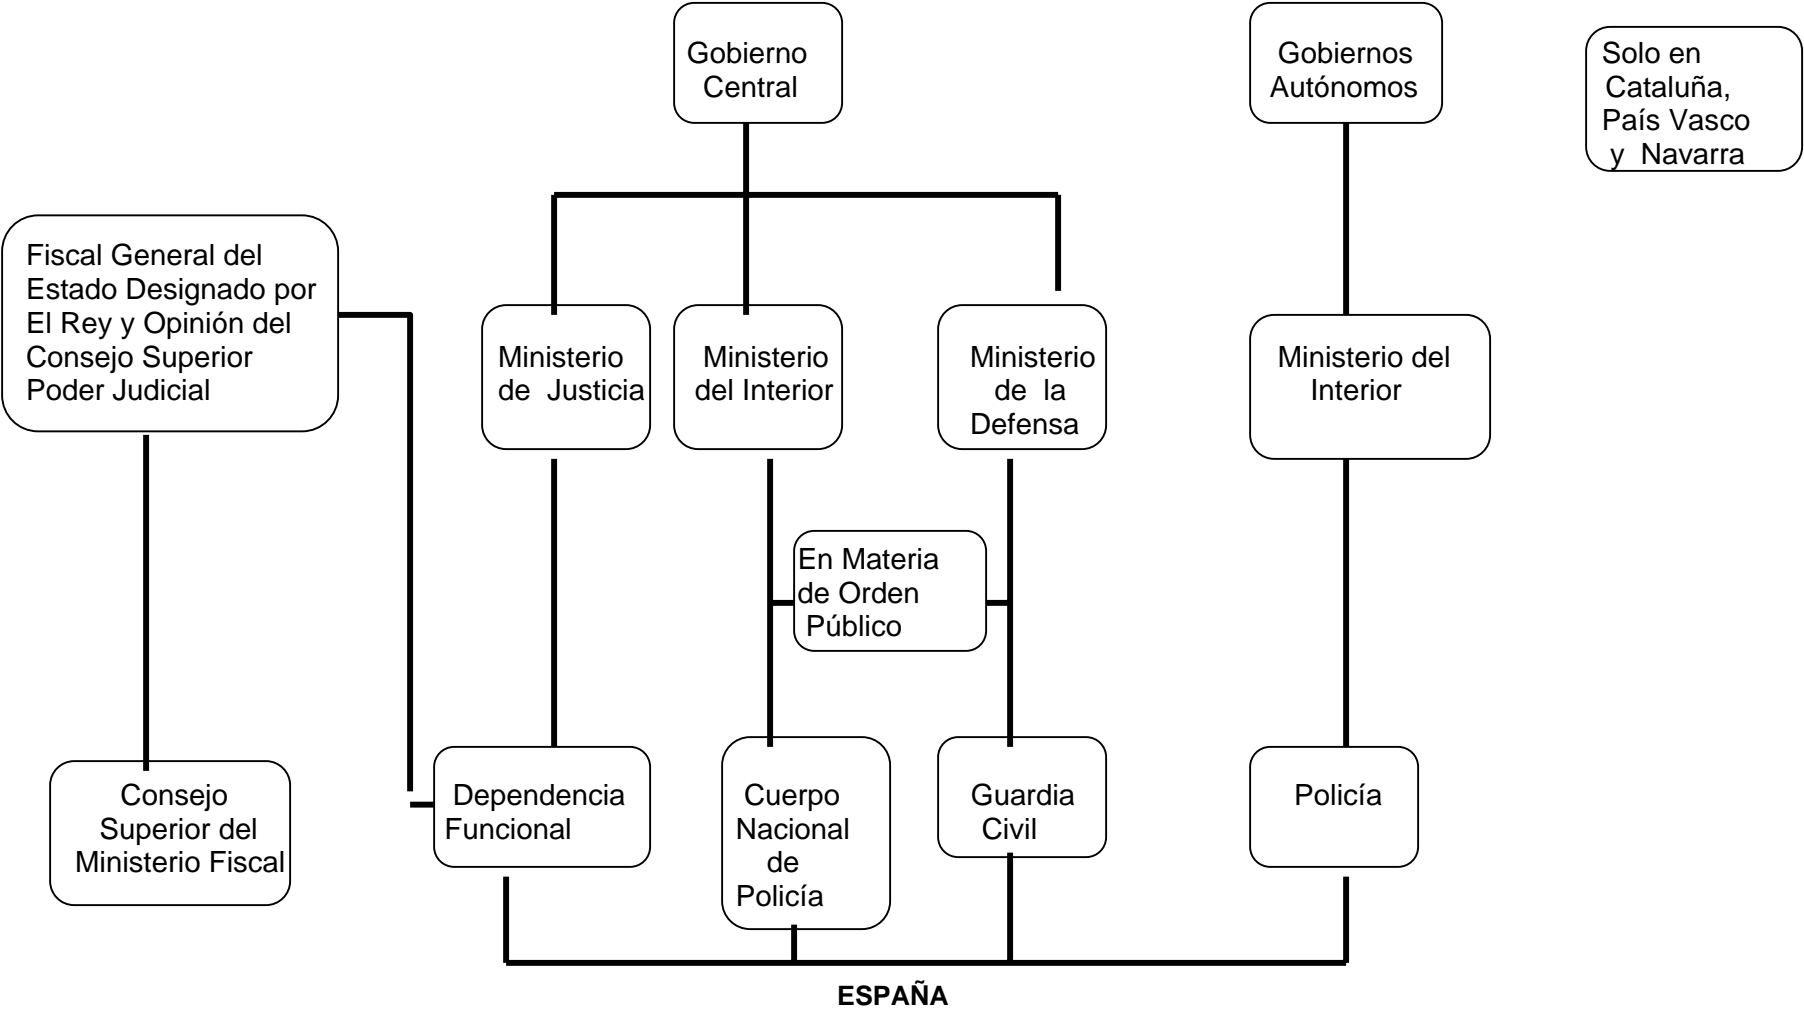 Gobierno
Central
Gobiernos
Autónomos
Solo en
Cataluña,
País Vasco
y Navarra
Fiscal General del
Estado Designado por
El Rey y Opinión del
Consejo Superior
Poder Judicial
Ministerio
de Justicia
Ministerio
del Interior
Ministerio
de la
Defensa
Ministerio del
Interior
En Materia
de Orden
Público
Consejo
Superior del
Ministerio Fiscal
Dependencia
Funcional
Cuerpo
Nacional
de
Policía
Guardia
Civil
Policía
ESPAÑA